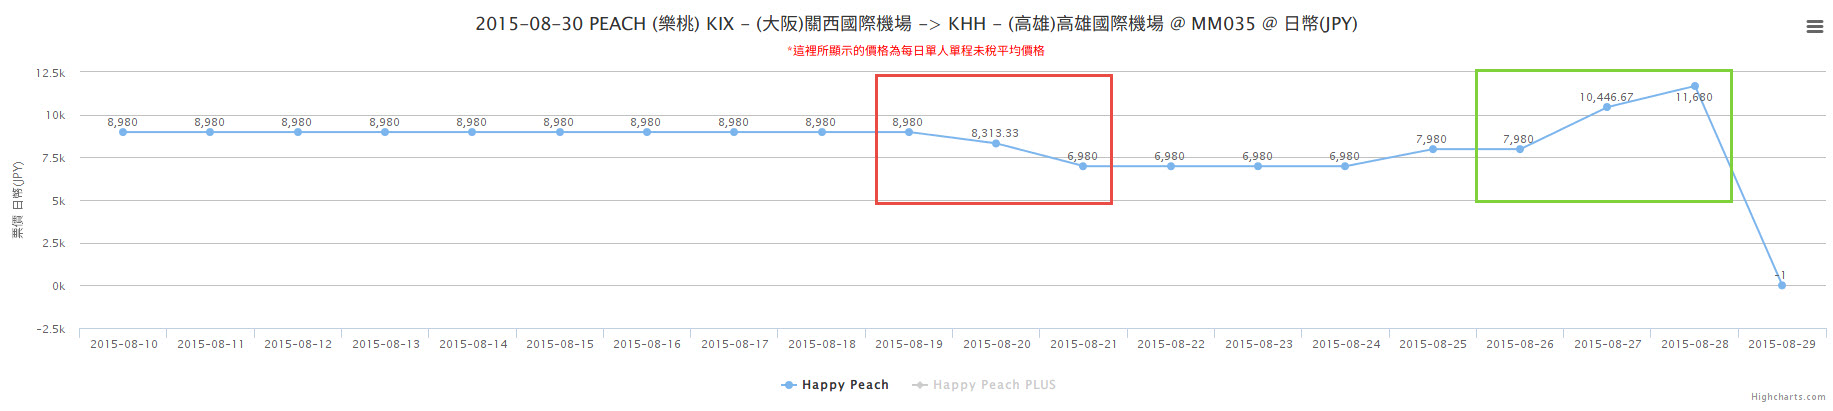 2015-08-30 PEACH (樂桃) KIX - (大阪)關西國際機場 -> KHH - (高雄)高雄國際機場 @ MM035 @ 日幣(JPY)
*這裡所顯示的價格為每日單人單程未稅平均價格
票價 日幣(JPY)
12.5k
10k
7.5k
5k
2.5k
0k
-2.5k
8,980 8,980 8,980 8,980 8,980 8,980 8,980 8,980 8,980 8,980 8,313.33 6,980 6,980 6,980 6,980 7,980 7,980 10,446.67 11,680 -1
2015-08-10 2015-08-11 2015-08-12 2015-08-13 2015-08-14 2015-08-15 2015-08-16 2015-08-17 2015-08-18 2015-08-19 2015-08-20 2015-08-21 2015-08-22 2015-08-23 2015-08-24 2015-08-25 2015-08-26 2015-08-27 2015-08-28 2015-08-29
Happy Peach Happy Peach PLUS
Highcharts.com